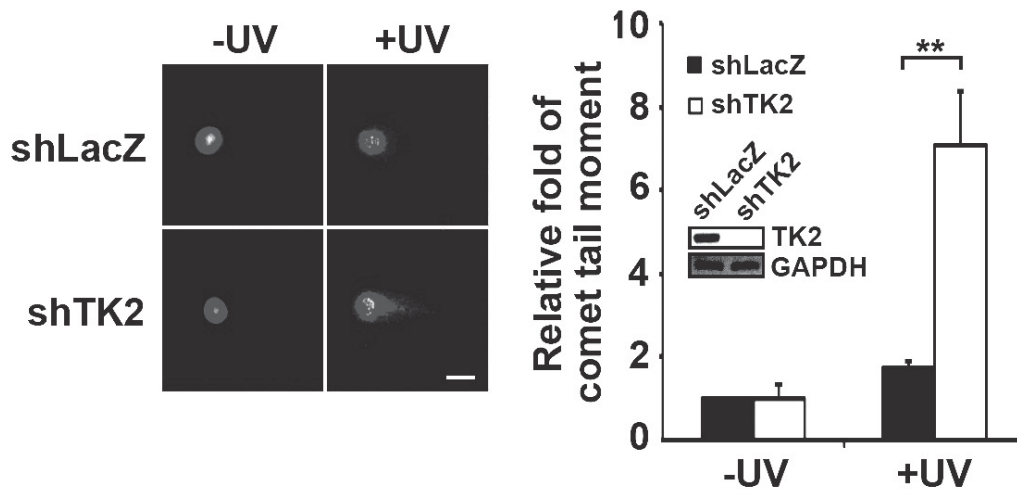 -UV +UV
shLacZ
shTK2
Relative fold of
comet tail moment
10
8
6
4
2
0
shLacZ
shTK2
**
shLacZ
shTK2
TK2
GAPDH
-UV +UV